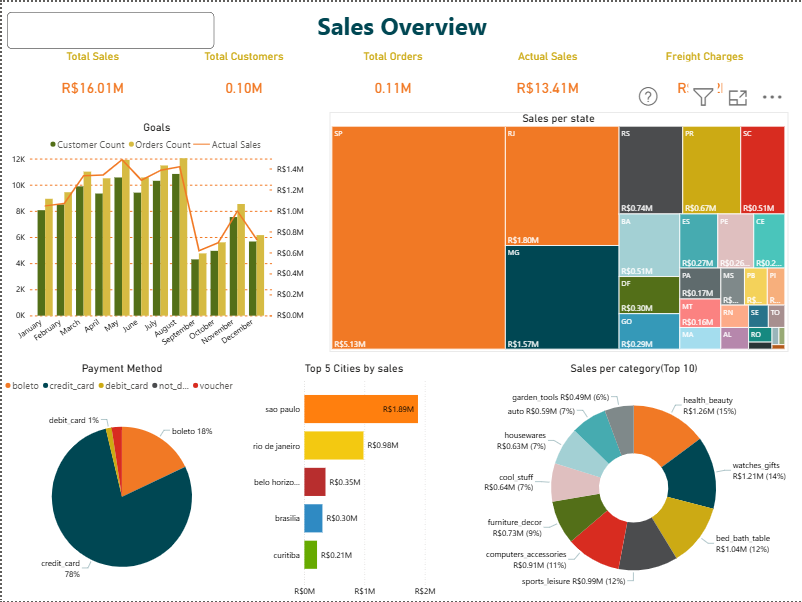 Sales Overview
Total Sales
Total Customers
Total Orders
Actual Sales
Freight Charges
R$16.01M
0.10M
0.11M
R$13.41M
Goals
Customer Count Orders Count Actual Sales
12K
10K
8K
6K
4K
2K
0K
R$1.4M
R$1.2M
R$1.0M
R$0.8M
R$0.6M
R$0.4M
R$0.2M
R$0.0M
January
February
March
April
May
June
July
August
September
October
November
December
Sales per state
SP
R$5.13M
RJ
R$1.80M
MG
R$1.57M
RS
R$0.74M
PR
R$0.67M
SC
R$0.51M
BA
R$0.51M
ES
R$0.27M
PE
R$0.26...
CE
R$0.2...
DF
R$0.30M
GO
R$0.29M
PA
R$0.17M
MS
R$...
PB
R$...
PI
R...
MT
R$0.16M
RN
SE
TO
MA
AL
RO
Payment Method
boleto credit_card debit_card not_d... voucher
debit_card 1%
boleto 18%
credit_card
78%
Top 5 Cities by sales
sao paulo
R$1.89M
rio de janeiro
R$0.98M
belo horizo...
R$0.35M
brasilia
R$0.30M
curitiba
R$0.21M
R$0M
R$1M
R$2M
Sales per category(Top 10)
garden_tools R$0.49M (6%)
auto R$0.59M (7%)
housewares
R$0.63M (7%)
cool_stuff
R$0.64M (7%)
furniture_decor
R$0.73M (9%)
computers_accessories
R$0.91M (11%)
sports_leisure R$0.99M (12%)
health_beauty
R$1.26M (15%)
watches_gifts
R$1.21M (14%)
bed_bath_table
R$1.04M (12%)